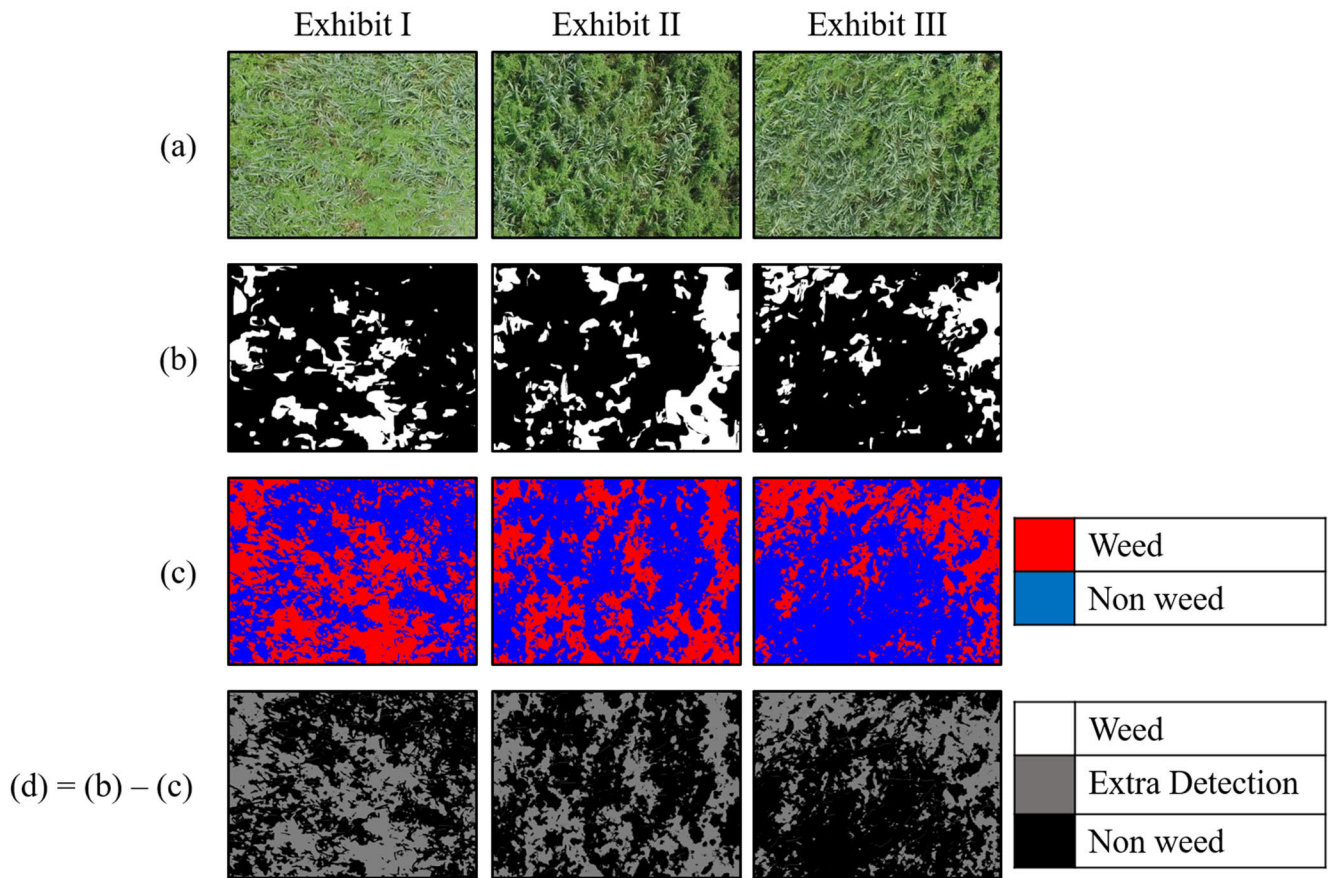 Exhibit I
Exhibit II
Exhibit III
(a)
(b)
(c)
Weed
Non weed
(d) = (b) – (c)
Weed
Extra Detection
Non weed